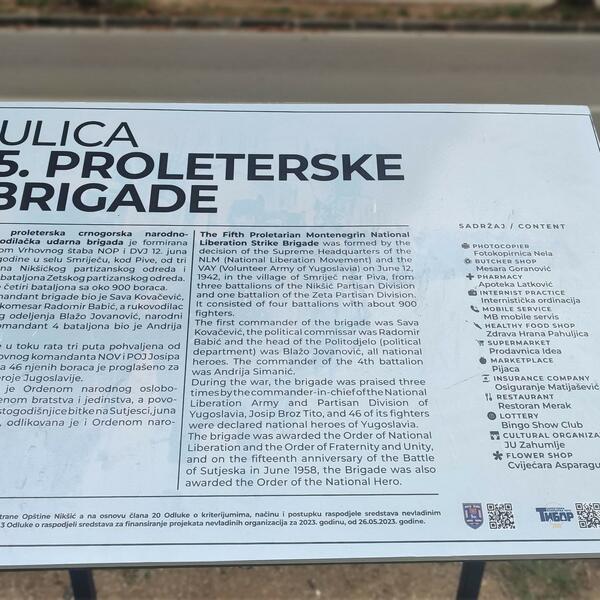 ULICA
5. PROLETERSKE
BRIGADE
proleterska crnogorska narodno-
udarna brigada je formirana
Vrhovnog štaba NOP i DVJ 12. juna
godine u selu Smriječu, kod Pive, od tri
Nikšićkog partizanskog odreda i
bataljona Zetskog partizanskog odreda.
četiri bataljona sa oko 900 boraca.
brigade bio je Sava Kovačević,
komesar Radomir Babić, a rukovodilac
odeljenja Blažo Jovanović, narodni
4 bataljona bio je Andrija
u toku rata tri puta pohvaljena od
komandanta NOV i POJ Josipa
a 46 njenih boraca je proglašeno za
heroje Jugoslavije.
je Ordenom narodnog oslobo-
bratstva i jedinstva, a povo-
bitke na Sutjesci, juna
odlikovana je i Ordenom naro-
The Fifth Proletarian Montenegrin National
Liberation Strike Brigade was formed by the
decision of the Supreme Headquarters of the
NLM (National Liberation Movement) and the
VAY (Volunteer Army of Yugoslavia) on June 12,
1942, in the village of Smriječ near Piva, from
three battalions of the Nikšić Partisan Division
and one battalion of the Zeta Partisan Division.
It consisted of four battalions with about 900
fighters.
The first commander of the brigade was Sava
Kovačević, the political commissar was Radomir
Babić and the head of the Politodjelo (political
department) was Blažo Jovanović, all national
heroes. The commander of the 4th battalion
was Andrija Simanić.
During the war, the brigade was praised three
times by the commander-in-chief of the National
Liberation Army and Partisan Division of
Yugoslavia, Josip Broz Tito, and 46 of its fighters
were declared national heroes of Yugoslavia.
The brigade was awarded the Order of National
Liberation and the Order of Fraternity and Unity,
and on the fifteenth anniversary of the Battle
of Sutjeska in June 1958, the Brigade was also
awarded the Order of the National Hero.
SADRŽAJ / CONTENT
PHOTOCOPIER
Fotokopirnica Nela
BUTCHER SHOP
Mesara Goranović
PHARMACY
Apoteka Latković
INTERNIST PRACTICE
Internistička ordinacija
MOBILE SERVICE
MB mobile servis
HEALTHY FOOD SHOP
Zdrava Hrana Pahuljica
SUPERMARKET
Prodavnica Idea
MARKETPLACE
Pijaca
INSURANCE COMPANY
Osiguranje Matijašević
RESTAURANT
Restoran Merak
LOTTERY
Bingo Show Club
CULTURAL ORGANIZA
JU Zahumlje
FLOWER SHOP
Cvijećara Asparagu
strane Opštine Nikšić a na osnovu člana 20 Odluke o kriterijumima, načinu i postupku raspodjele sredstava nevladinim
3 Odluke o raspodjeli sredstava za finansiranje projekata nevladinih organizacija za 2023. godinu, od 26.05.2023. godine.